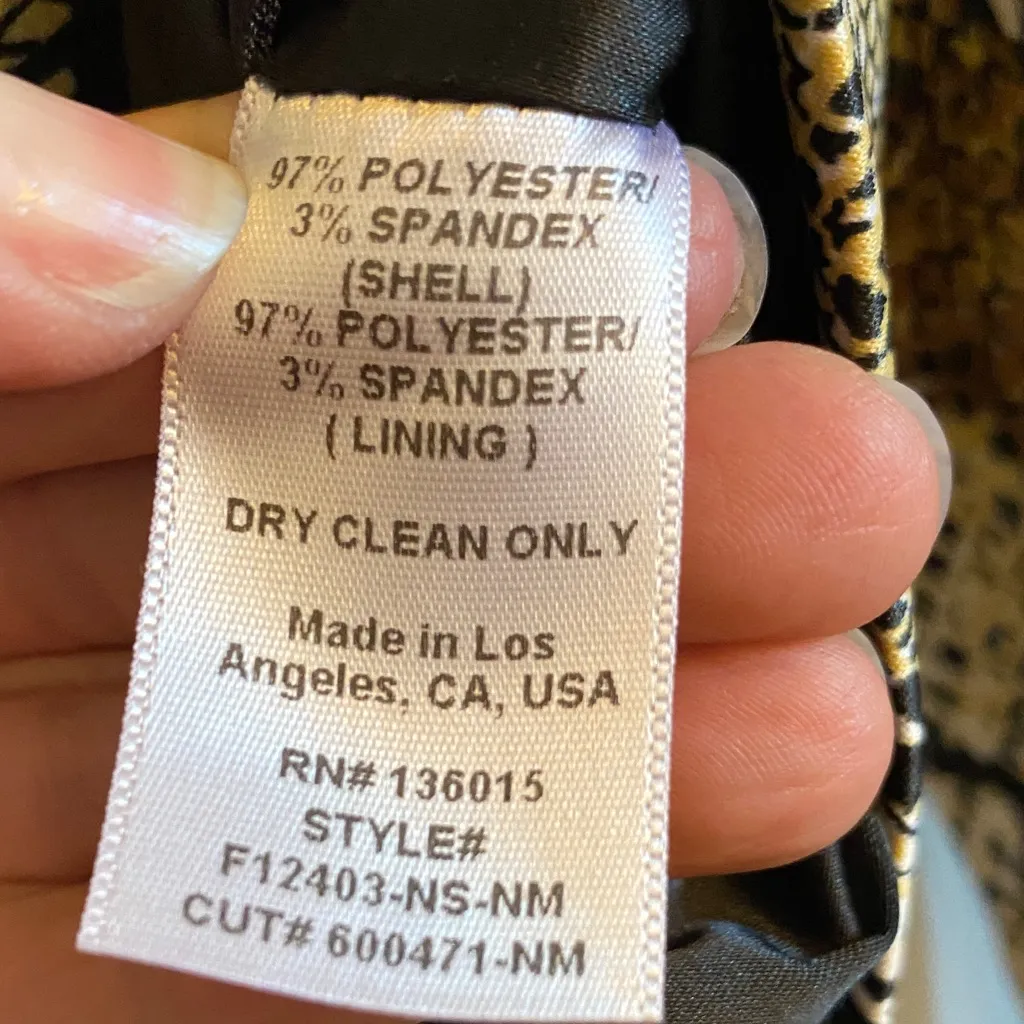 97% POLYESTER/
3% SPANDEX
(SHELL)
97% POLYESTER/
3% SPANDEX
( LINING )
DRY CLEAN ONLY
Made in Los
Angeles, CA, USA
RN# 136015
STYLE#
F12403-NS-NM
CUT# 600471-NM